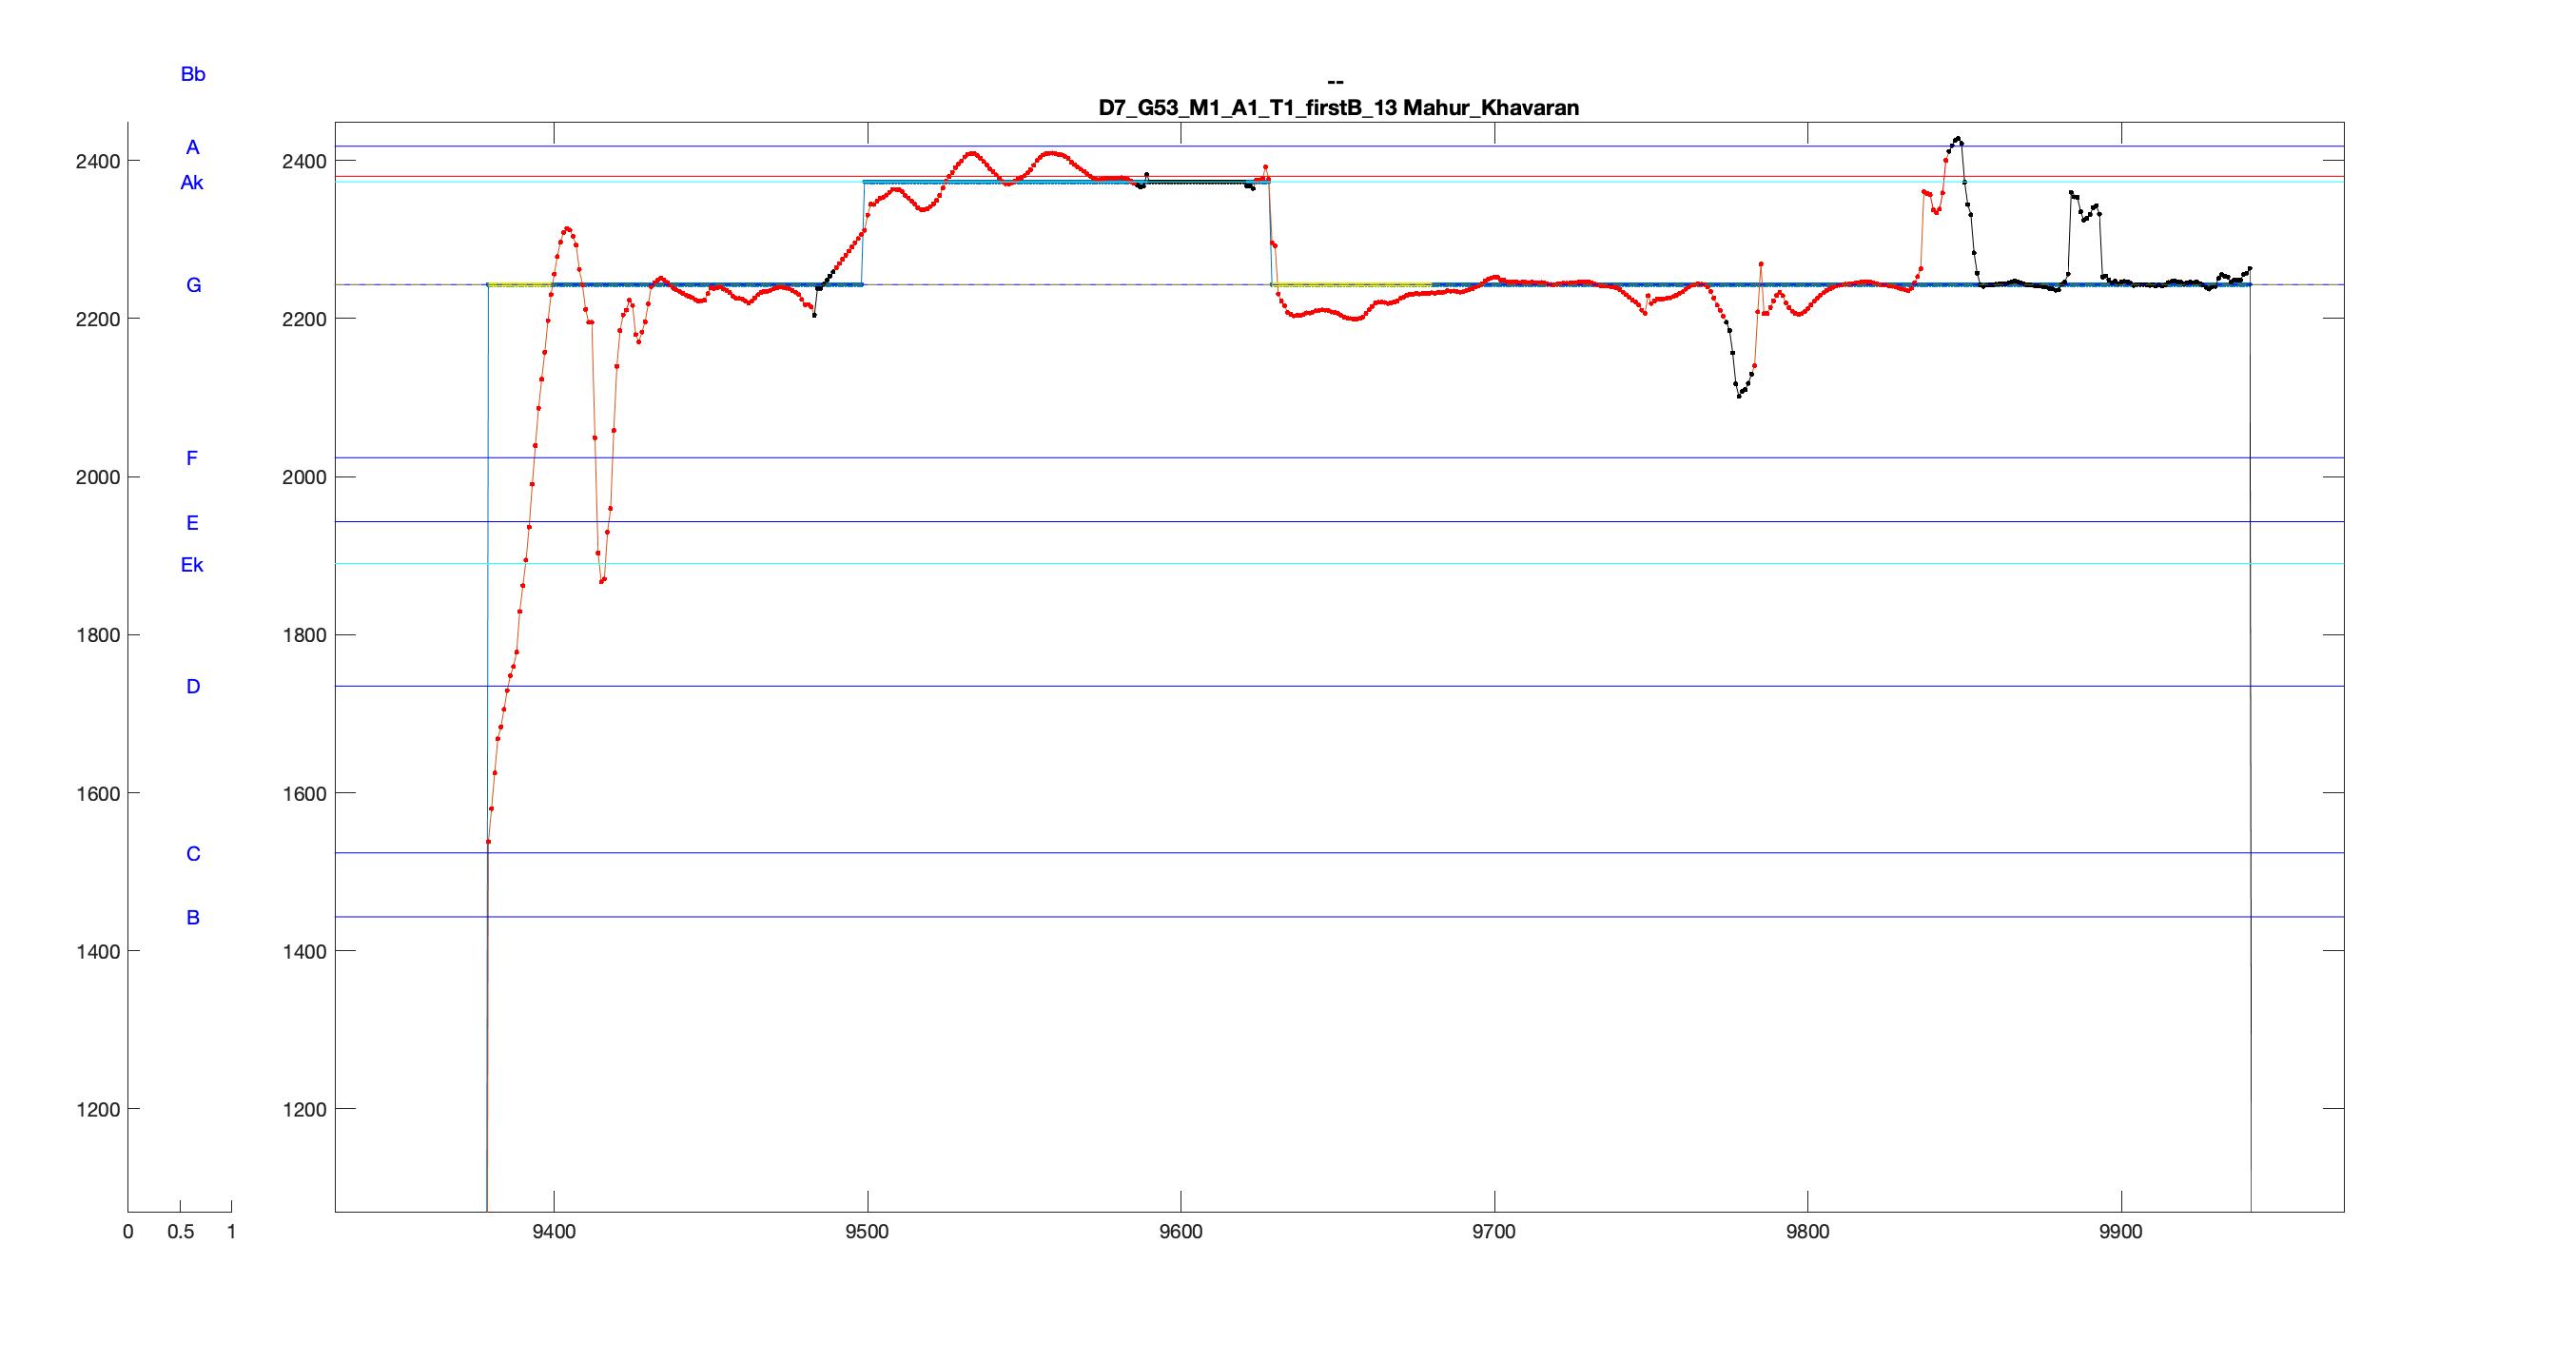 Bb
--
D7_G53_M1_A1_T1_firstB_13 Mahur_Khavaran
A
2400 2400
Ak
G
2200 2200
F
2000 2000
E
Ek
1800 1800
D
1600 1600
C
B
1400 1400
1200 1200
0 0.5 1 9400 9500 9600 9700 9800 9900